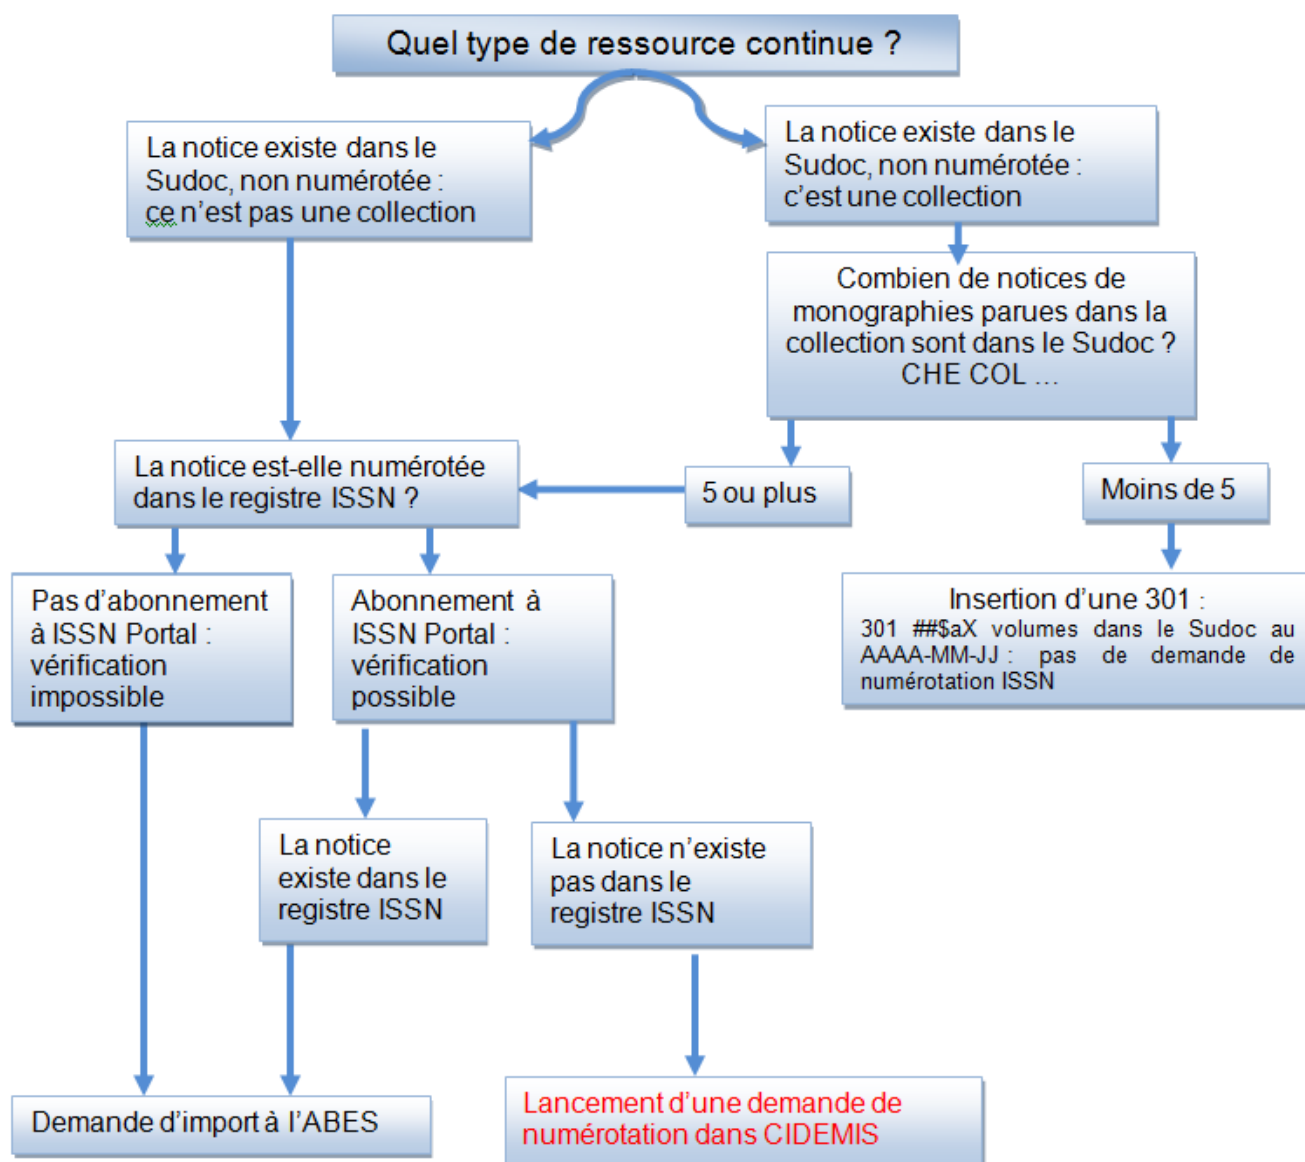 Quel type de ressource continue ?
La notice existe dans le
Sudoc, non numérotée :
ce n'est pas une collection
La notice existe dans le
Sudoc, non numérotée :
c'est une collection
Combien de notices de
monographies parues dans la
collection sont dans le Sudoc ?
CHE COL ...
La notice est-elle numérotée
dans le registre ISSN ?
5 ou plus
Moins de 5
Pas d'abonnement
à ISSN Portal :
vérification
impossible
Abonnement à
ISSN Portal :
vérification
possible
Insertion d'une 301 :
301 ##$aX volumes dans le Sudoc au
AAAA-MM-JJ : pas de demande de
numérotation ISSN
La notice
existe dans le
registre ISSN
La notice n'existe
pas dans le
registre ISSN
Demande d'import à l'ABES
Lancement d'une demande de
numérotation dans CIDEMIS